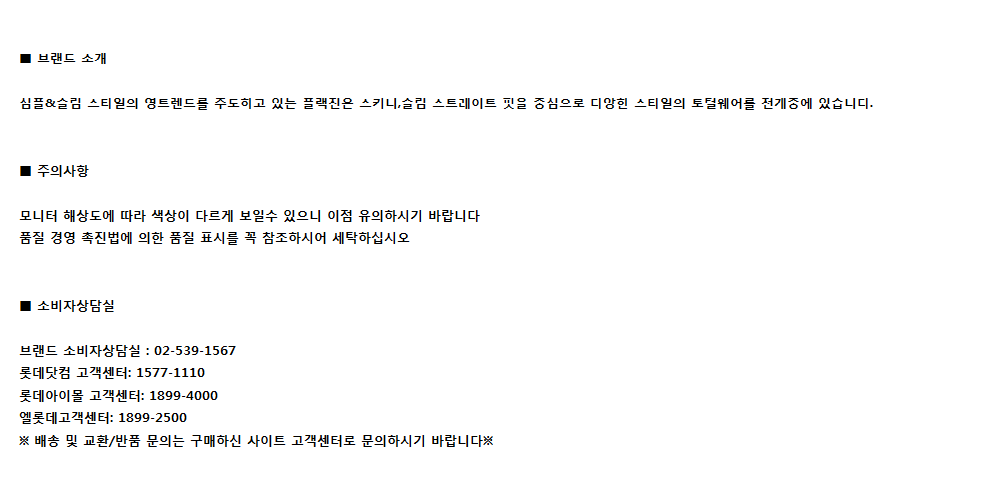 ■ 브랜드 소개
심플&슬림 스타일의 영트렌드를 주도하고 있는 플랙진은 스키니,슬림 스트레이트 핏을 중심으로 다양한 스타일의 토털웨어를 전개중에 있습니다.
■ 주의사항
모니터 해상도에 따라 색상이 다르게 보일수 있으니 이점 유의하시기 바랍니다
품질 경영 촉진법에 의한 품질 표시를 꼭 참조하시어 세탁하십시오
■ 소비자상담실
브랜드 소비자상담실 : 02-539-1567
롯데닷컴 고객센터: 1577-1110
롯데아이몰 고객센터: 1899-4000
엘롯데고객센터: 1899-2500
※ 배송 및 교환/반품 문의는 구매하신 사이트 고객센터로 문의하시기 바랍니다※